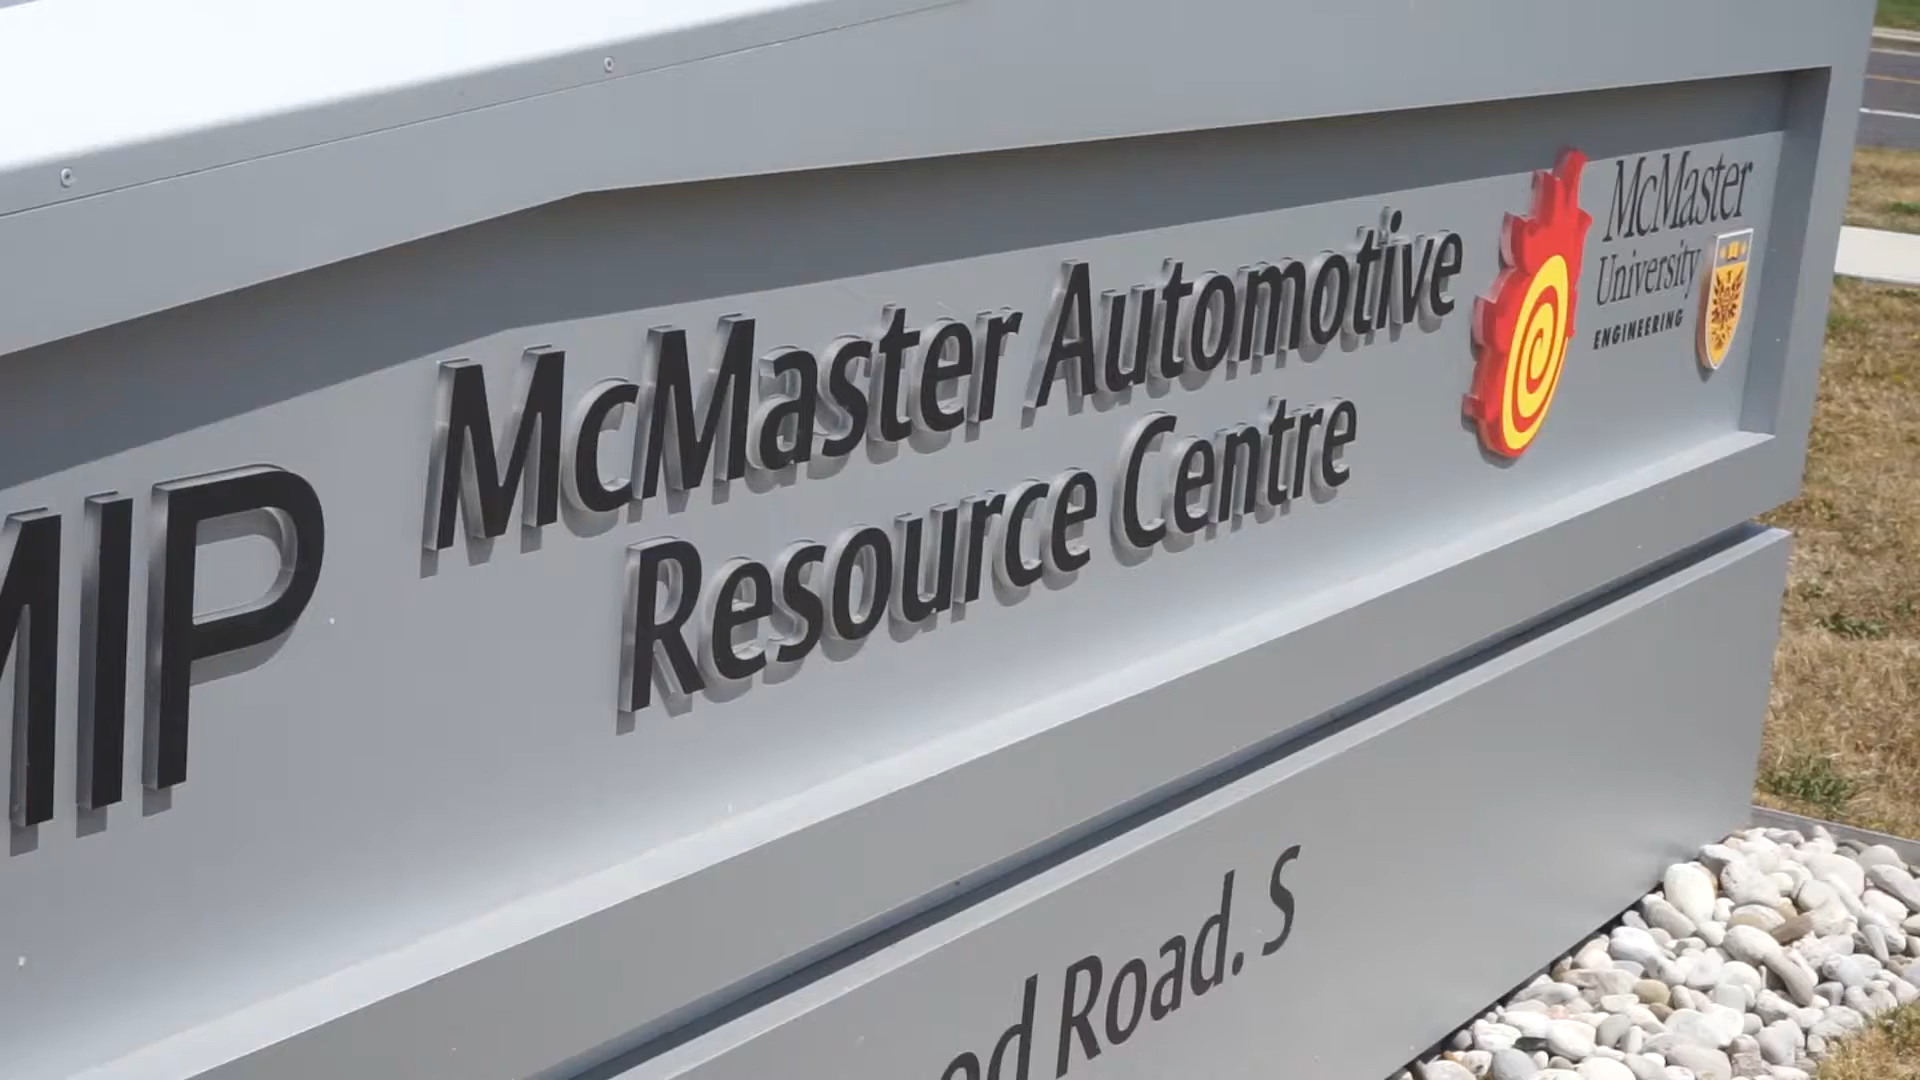 MIP
McMaster Automotive
Resource Centre
McMaster
University
ENGINEERING
Road. S